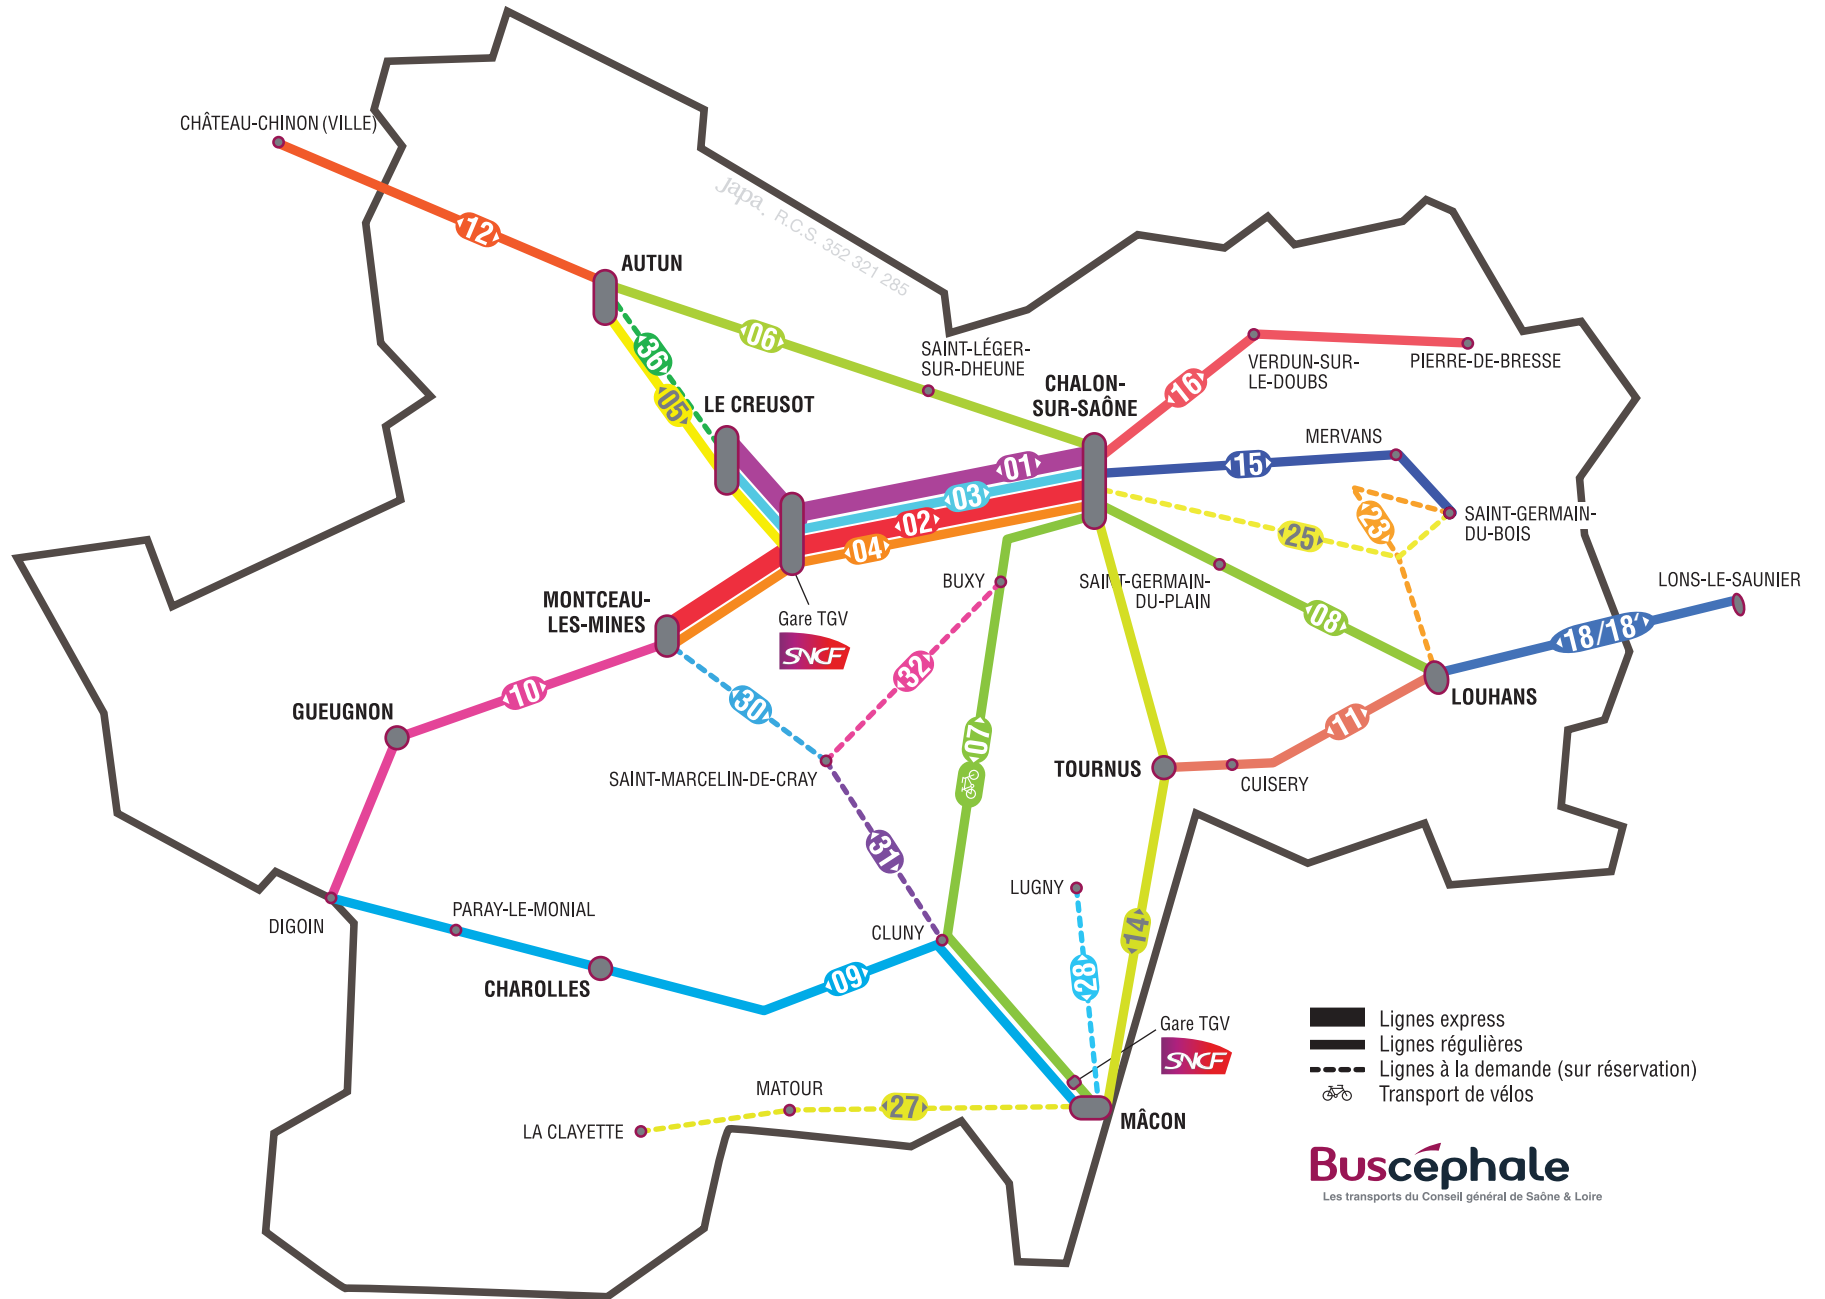 CHÂTEAU-CHINON (VILLE)
12
AUTUN
Japa. R.C.S. 352 321 285
06
36
05
SAINT-LÉGER-
SUR-DHEUNE
LE CREUSOT
CHALON-
SUR-SAÔNE
16
VERDUN-SUR-
LE-DOUBS
PIERRE-DE-BRESSE
MERVANS
15
01
03
02
04
23
25
SAINT-GERMAIN-
DU-BOIS
BUXY
SAINT-GERMAIN-
DU-PLAIN
LONS-LE-SAUNIER
MONTCEAU-
LES-MINES
Gare TGV
SNCF
08
18/18'
32
10
30
GUEUGNON
LOUHANS
11
07
SAINT-MARCELIN-DE-CRAY
TOURNUS
CUISERY
31
LUGNY
PARAY-LE-MONIAL
DIGOIN
CLUNY
14
CHAROLLES
09
28
Gare TGV
SNCF
MATOUR
27
LA CLAYETTE
MÂCON
Lignes express
Lignes régulières
Lignes à la demande (sur réservation)
Transport de vélos
Buscéphale
Les transports du Conseil général de Saône & Loire